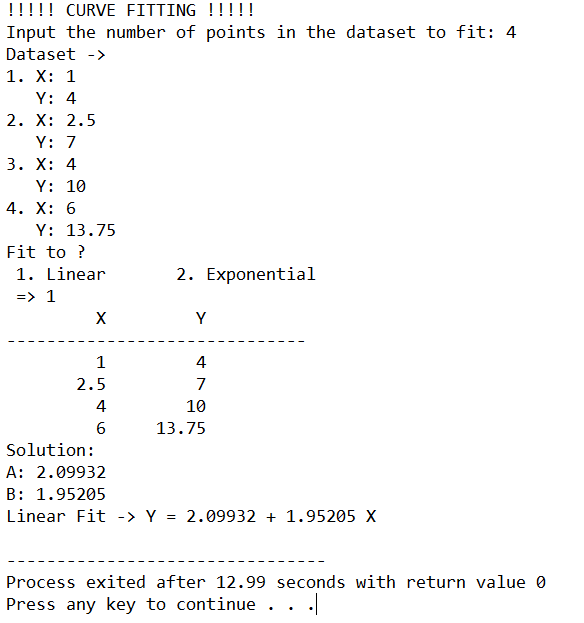 !!!!! CURVE FITTING !!!!!
Input the number of points in the dataset to fit: 4
Dataset ->
1. X: 1
   Y: 4
2. X: 2.5
   Y: 7
3. X: 4
   Y: 10
4. X: 6
   Y: 13.75
Fit to ?
 1. Linear       2. Exponential
 => 1
         X         Y
------------------------------
         1         4
       2.5         7
         4        10
         6     13.75
Solution:
A: 2.09932
B: 1.95205
Linear Fit -> Y = 2.09932 + 1.95205 X

--------------------------------
Process exited after 12.99 seconds with return value 0
Press any key to continue . . .